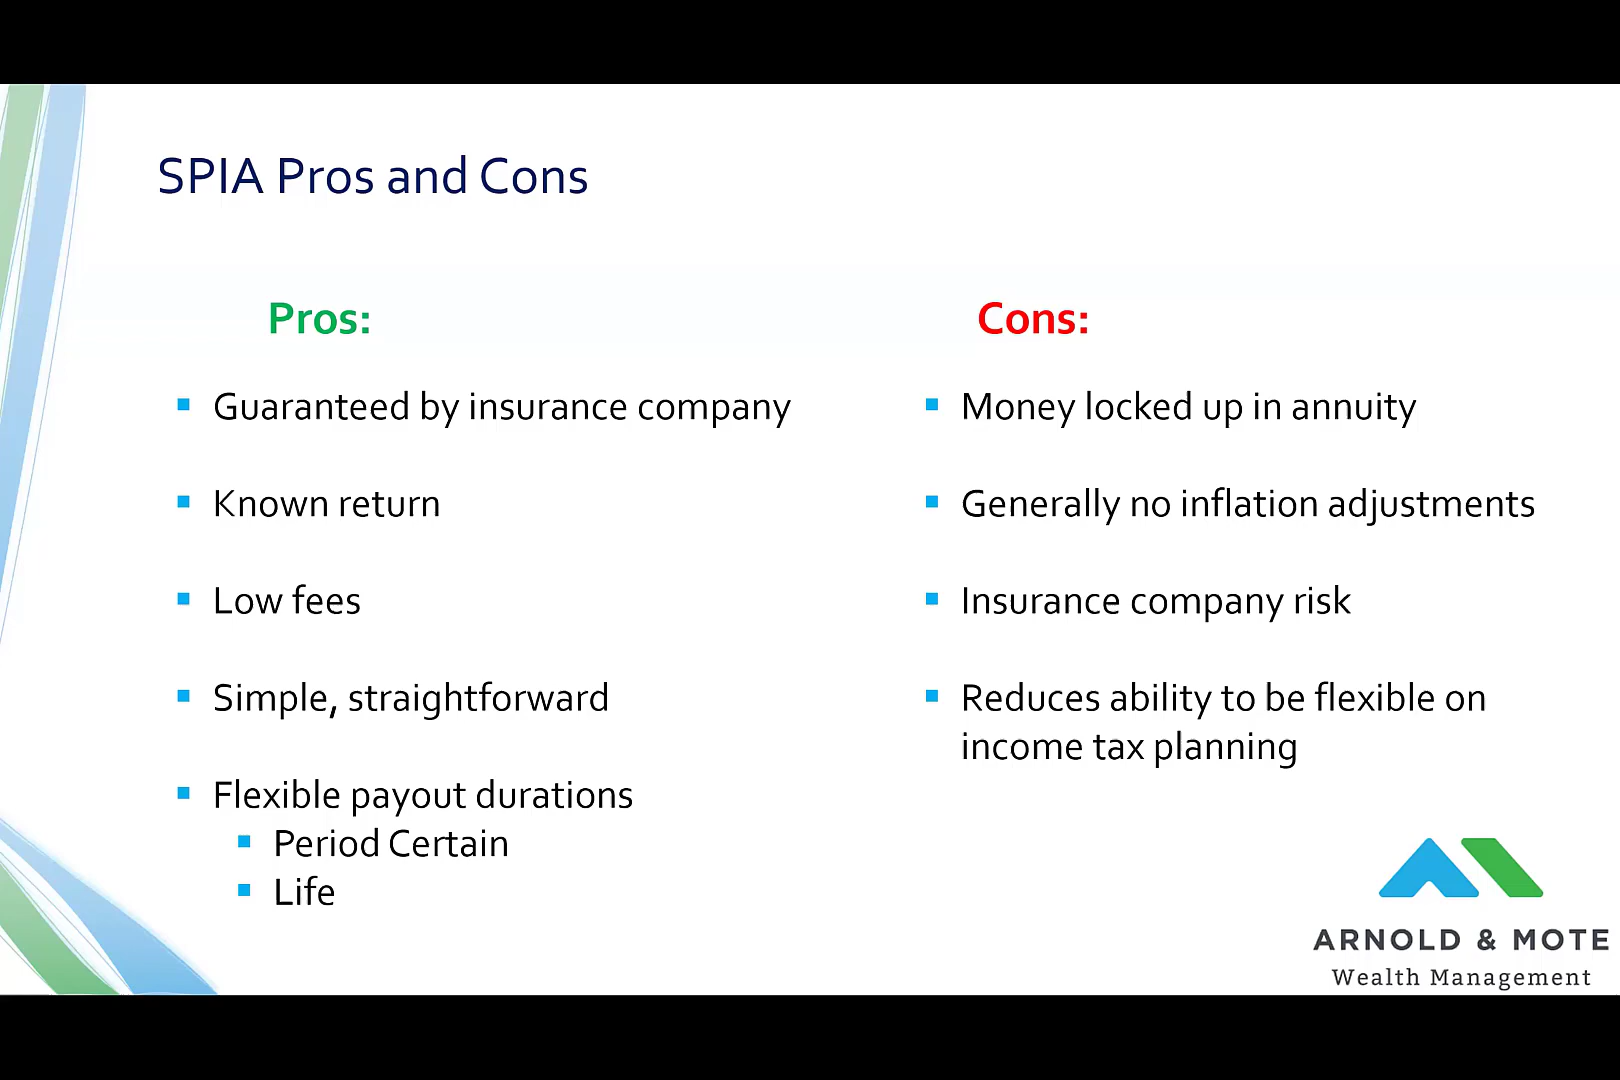 SPIA Pros and Cons
Pros:
Guaranteed by insurance company
Known return
Low fees
Simple, straightforward
Flexible payout durations
Period Certain
Life
Cons:
Money locked up in annuity
Generally no inflation adjustments
Insurance company risk
Reduces ability to be flexible on
income tax planning
ARNOLD & MOTE
Wealth Management